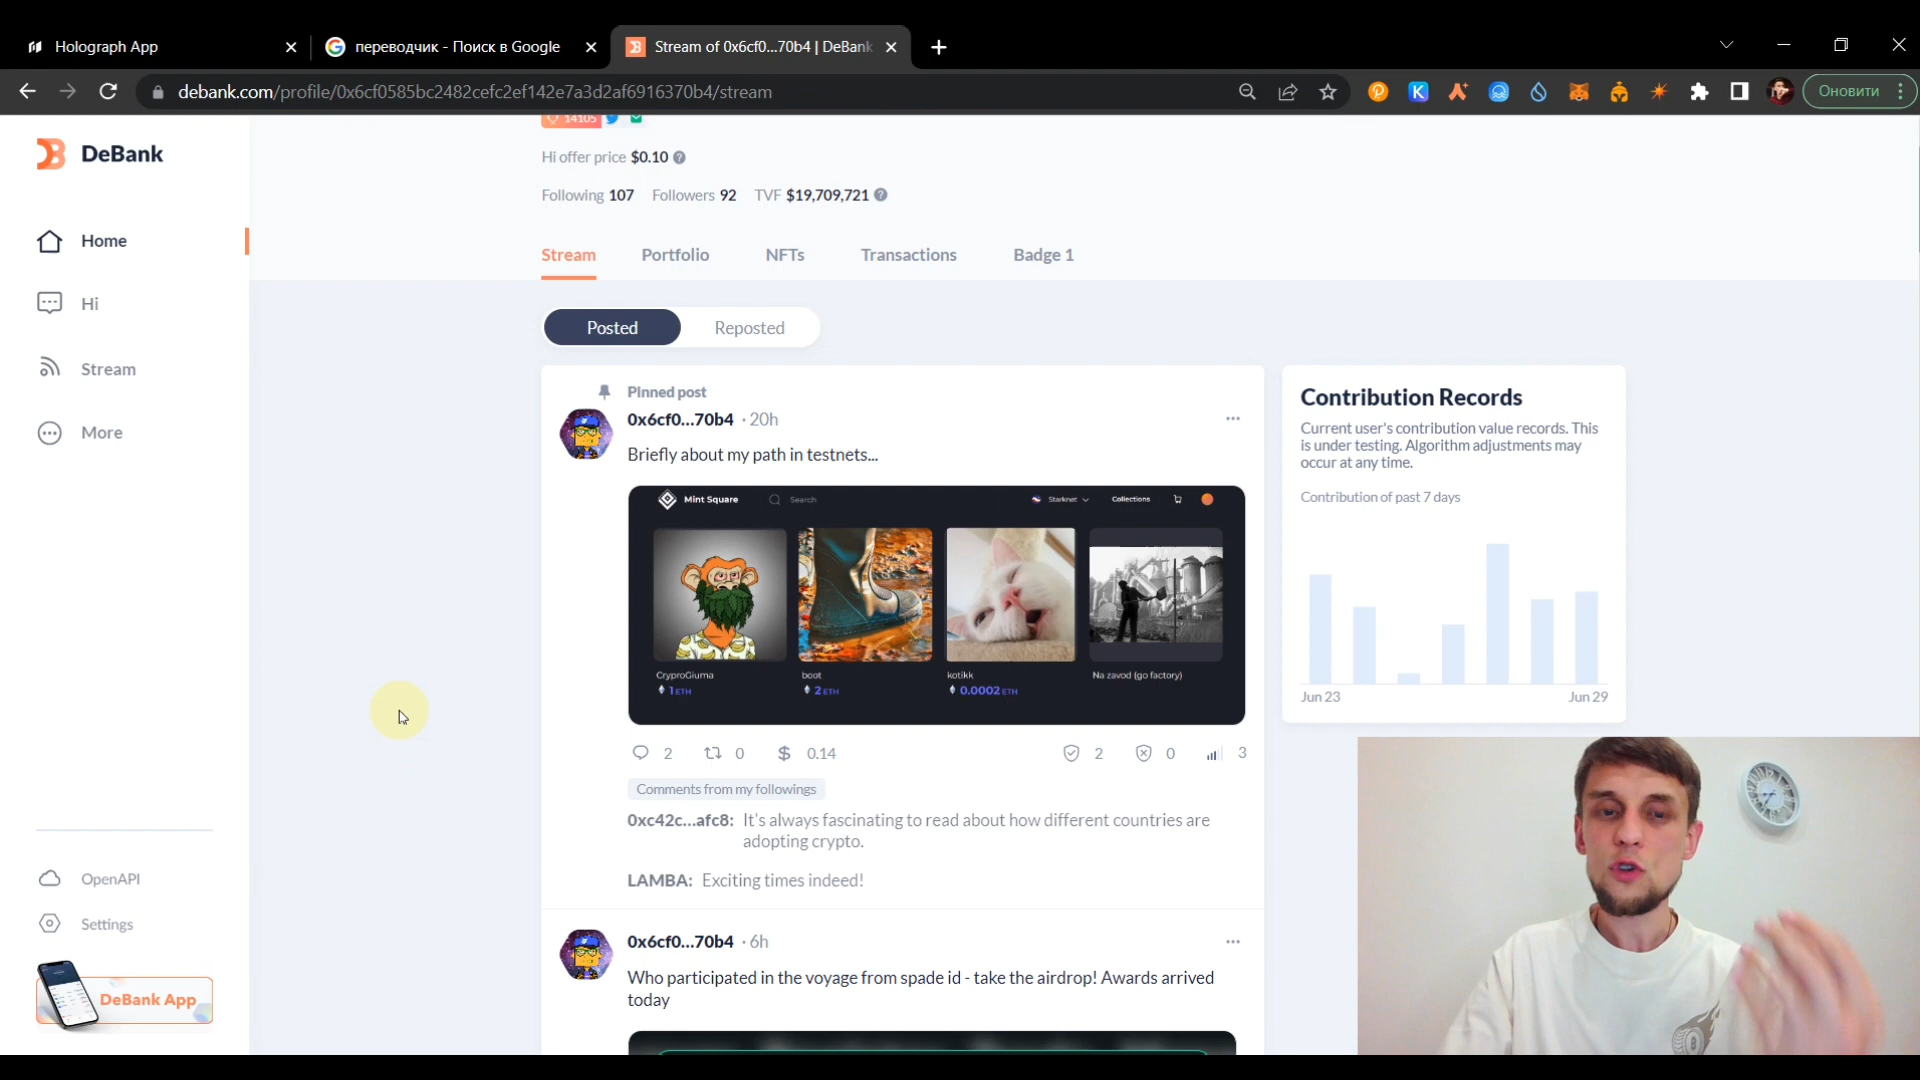 Holograph App
переводчик - Поиск в Google
Stream of 0x6cf0...70b4 | DeBank
debank.com/profile/0x6cf0585bc2482cefc2ef142e7a3d2af6916370b4/stream
Оновити
DeBank
14105
Hi offer price $0.10
Following 107 Followers 92 TVF $19,709,721
Home
Hi
Stream
More
OpenAPI
Settings
DeBank App
Stream Portfolio NFTs Transactions Badge 1
Posted Reposted
Pinned post
0x6cf0...70b4 · 20h
Briefly about my path in testnets...
Mint Square Search Starknet Collections
CryproGiuma boot kotikk Na zavod (go factory)
1 ETH 2 ETH 0.0002 ETH
2 0 $ 0.14 2 0 3
Comments from my followings
0xc42c...afc8: It's always fascinating to read about how different countries are
adopting crypto.
LAMBA: Exciting times indeed!
0x6cf0...70b4 · 6h
Who participated in the voyage from spade id - take the airdrop! Awards arrived
today
Contribution Records
Current user's contribution value records. This
is under testing. Algorithm adjustments may
occur at any time.
Contribution of past 7 days
Jun 23 Jun 29